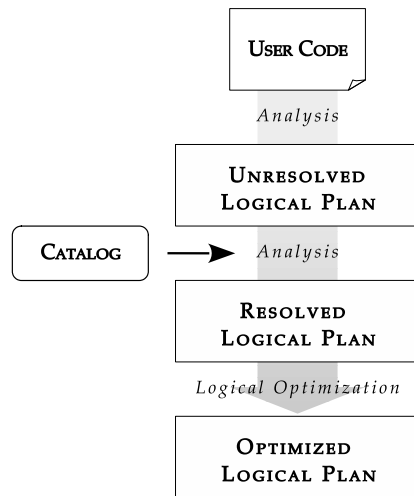 USER CODE
Analysis
UNRESOLVED
LOGICAL PLAN
CATALOG
Analysis
RESOLVED
LOGICAL PLAN
Logical Optimization
OPTIMIZED
LOGICAL PLAN